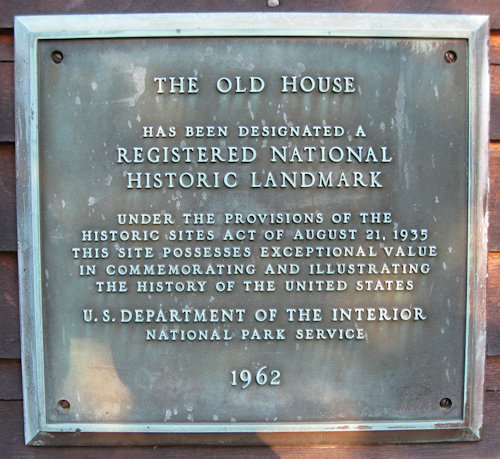 THE OLD HOUSE
HAS BEEN DESIGNATED A
REGISTERED NATIONAL
HISTORIC LANDMARK
UNDER THE PROVISIONS OF THE
HISTORIC SITES ACT OF AUGUST 21, 1935
THIS SITE POSSESSES EXCEPTIONAL VALUE
IN COMMEMORATING AND ILLUSTRATING
THE HISTORY OF THE UNITED STATES
U.S. DEPARTMENT OF THE INTERIOR
NATIONAL PARK SERVICE
1962